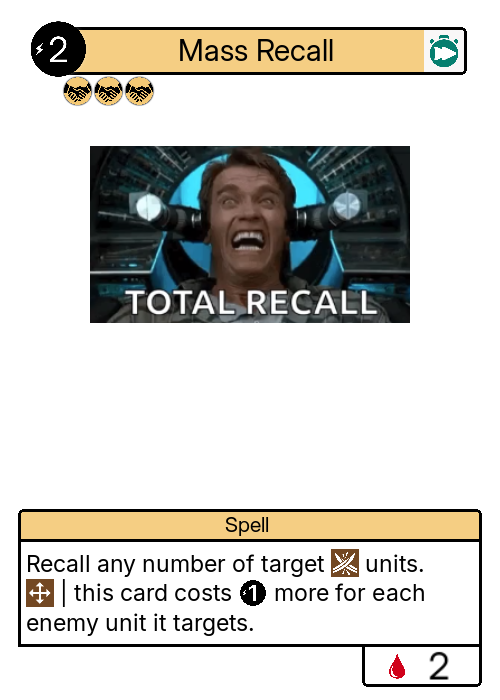 2 Mass Recall
TOTAL RECALL
Spell
Recall any number of target units.
| this card costs 1 more for each
enemy unit it targets.
2